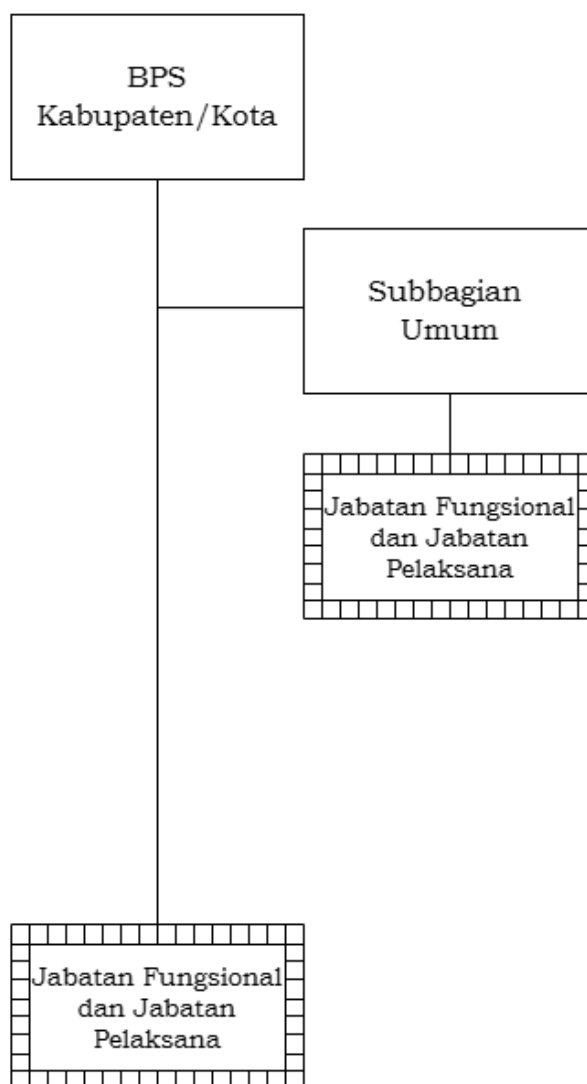 BPS
Kabupaten/Kota
Subbagian
Umum
Jabatan Fungsional
dan Jabatan
Pelaksana
Jabatan Fungsional
dan Jabatan
Pelaksana